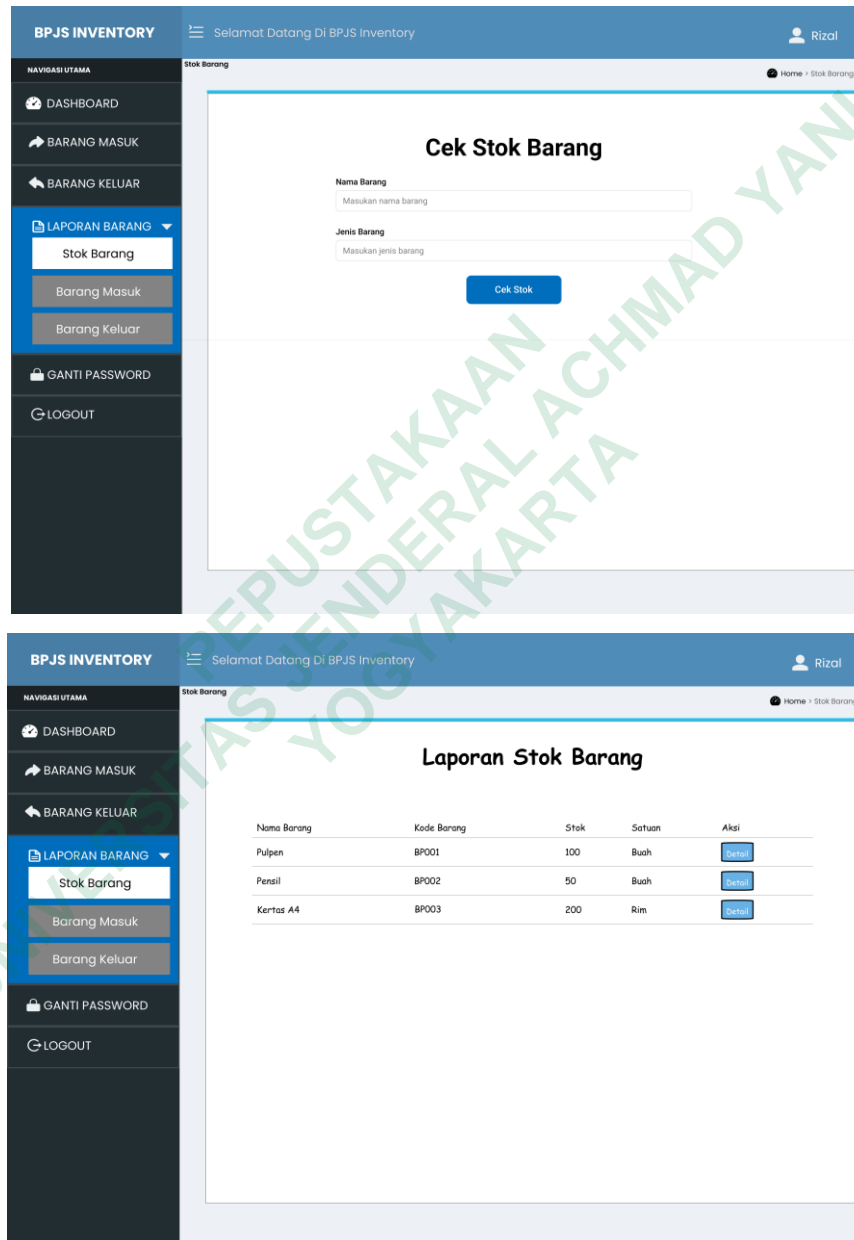 BPJS INVENTORY
Selamat Datang Di BPJS Inventory
Rizal
NAVIGASI UTAMA
Stok Barang
Home > Stok Barang
DASHBOARD
BARANG MASUK
BARANG KELUAR
LAPORAN BARANG
Stok Barang
Barang Masuk
Barang Keluar
GANTI PASSWORD
LOGOUT
Cek Stok Barang
Nama Barang
Masukan nama barang
Jenis Barang
Masukan jenis barang
Cek Stok
BPJS INVENTORY
Selamat Datang Di BPJS Inventory
Rizal
NAVIGASI UTAMA
Stok Barang
Home > Stok Barang
DASHBOARD
BARANG MASUK
BARANG KELUAR
LAPORAN BARANG
Stok Barang
Barang Masuk
Barang Keluar
GANTI PASSWORD
LOGOUT
Laporan Stok Barang
Nama Barang Kode Barang Stok Satuan Aksi
Pulpen BP001 100 Buah Detail
Pensil BP002 50 Buah Detail
Kertas A4 BP003 200 Rim Detail
PEPUSTAKAAN
UNIVERSITAS JENDERAL ACHMAD YANI
YOGYAKARTA